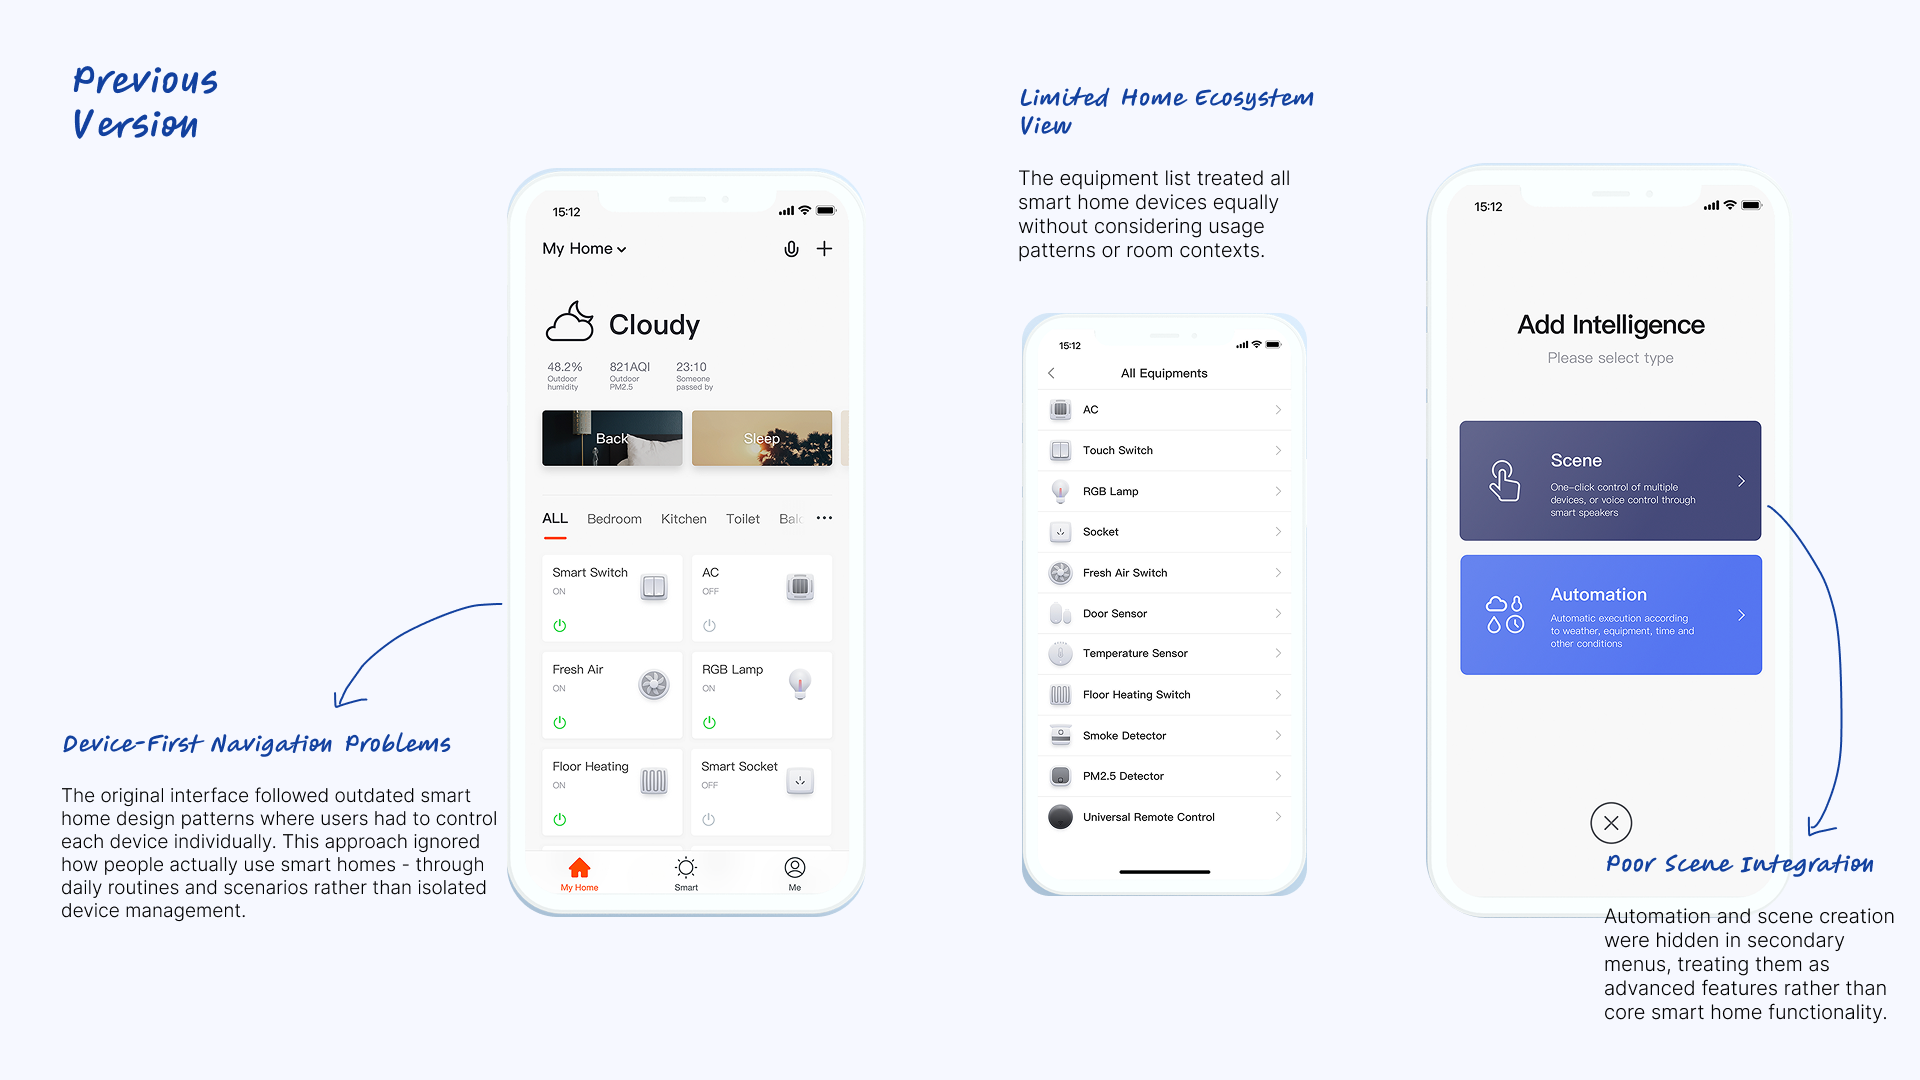 Previous
Version
15:12
My Home
Cloudy
48.2%
Outdoor
humidity
821AQI
Outdoor
PM2.5
23:10
Someone
passed by
Back
Sleep
ALL
Bedroom
Kitchen
Toilet
Balc
Smart Switch
ON
AC
OFF
Fresh Air
ON
RGB Lamp
ON
Floor Heating
ON
Smart Socket
OFF
My Home
Smart
Me
Device-First Navigation Problems
The original interface followed outdated smart
home design patterns where users had to control
each device individually. This approach ignored
how people actually use smart homes - through
daily routines and scenarios rather than isolated
device management.
Limited Home Ecosystem
View
The equipment list treated all
smart home devices equally
without considering usage
patterns or room contexts.
15:12
All Equipments
AC
Touch Switch
RGB Lamp
Socket
Fresh Air Switch
Door Sensor
Temperature Sensor
Floor Heating Switch
Smoke Detector
PM2.5 Detector
Universal Remote Control
15:12
Add Intelligence
Please select type
Scene
One-click control of multiple
devices, or voice control through
smart speakers
Automation
Automatic execution according
to weather, equipment, time and
other conditions
Poor Scene Integration
Automation and scene creation
were hidden in secondary
menus, treating them as
advanced features rather than
core smart home functionality.